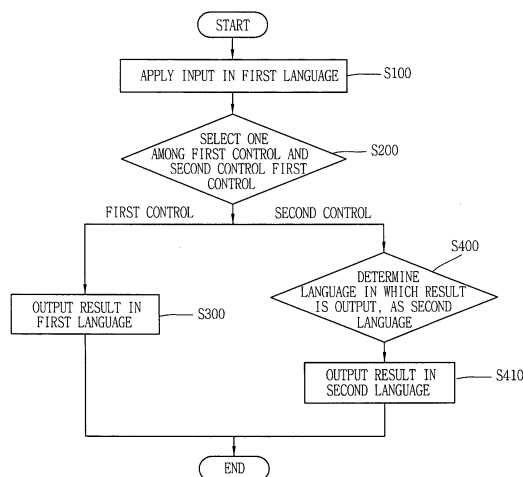 START
APPLY INPUT IN FIRST LANGUAGE
S100
SELECT ONE
AMONG FIRST CONTROL AND
SECOND CONTROL FIRST
CONTROL
S200
FIRST CONTROL
SECOND CONTROL
S400
DETERMINE
LANGUAGE IN WHICH RESULT
IS OUTPUT, AS SECOND
LANGUAGE
OUTPUT RESULT IN
FIRST LANGUAGE
S300
OUTPUT RESULT IN
SECOND LANGUAGE
S410
END